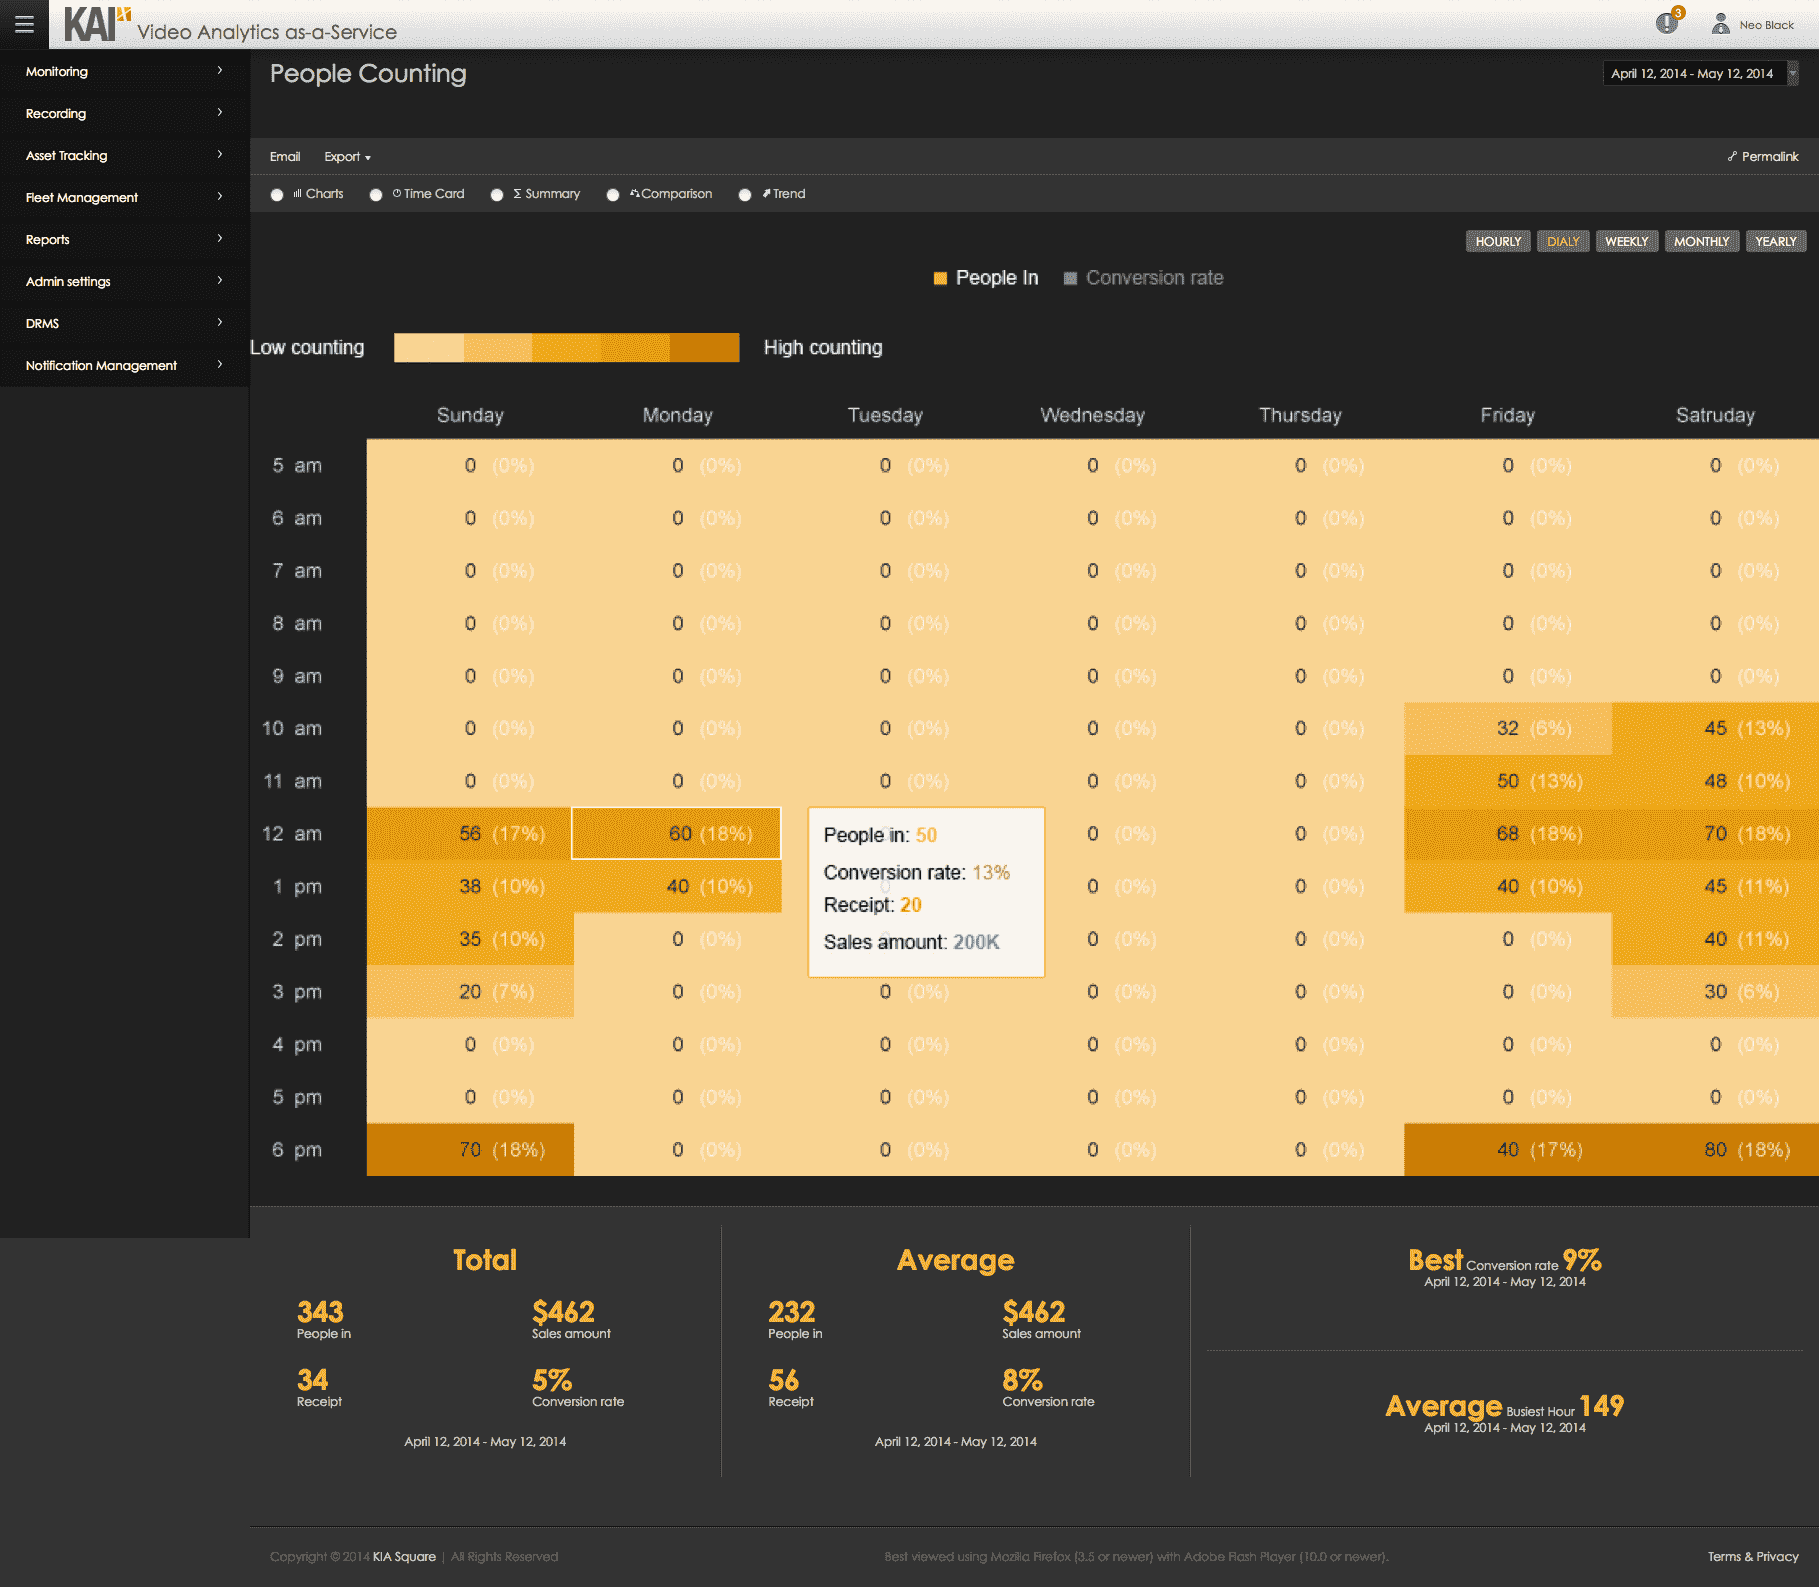 KAI Video Analytics as-a-Service
3
Neo Black
Monitoring
Recording
Asset Tracking
Fleet Management
Reports
Admin settings
DRMS
Notification Management
People Counting
April 12, 2014 - May 12, 2014
Email Export
Permalink
Charts Time Card Σ Summary Comparison Trend
HOURLY DIALY WEEKLY MONTHLY YEARLY
People In Conversion rate
Low counting High counting
Sunday Monday Tuesday Wednesday Thursday Friday Satruday
5 am 0 (0%) 0 (0%) 0 (0%) 0 (0%) 0 (0%) 0 (0%) 0 (0%)
6 am 0 (0%) 0 (0%) 0 (0%) 0 (0%) 0 (0%) 0 (0%) 0 (0%)
7 am 0 (0%) 0 (0%) 0 (0%) 0 (0%) 0 (0%) 0 (0%) 0 (0%)
8 am 0 (0%) 0 (0%) 0 (0%) 0 (0%) 0 (0%) 0 (0%) 0 (0%)
9 am 0 (0%) 0 (0%) 0 (0%) 0 (0%) 0 (0%) 0 (0%) 0 (0%)
10 am 0 (0%) 0 (0%) 0 (0%) 0 (0%) 0 (0%) 32 (6%) 45 (13%)
11 am 0 (0%) 0 (0%) 0 (0%) 0 (0%) 0 (0%) 50 (13%) 48 (10%)
12 am 56 (17%) 60 (18%) 0 (0%) 0 (0%) 68 (18%) 70 (18%)
1 pm 38 (10%) 40 (10%) 0 0 (0%) 0 (0%) 40 (10%) 45 (11%)
2 pm 35 (10%) 0 (0%) 0 (0%) 0 (0%) 0 (0%) 40 (11%)
3 pm 20 (7%) 0 (0%) 0 (0%) 0 (0%) 0 (0%) 0 (0%) 30 (6%)
4 pm 0 (0%) 0 (0%) 0 (0%) 0 (0%) 0 (0%) 0 (0%) 0 (0%)
5 pm 0 (0%) 0 (0%) 0 (0%) 0 (0%) 0 (0%) 0 (0%) 0 (0%)
6 pm 70 (18%) 0 (0%) 0 (0%) 0 (0%) 0 (0%) 40 (17%) 80 (18%)
People in: 50
Conversion rate: 13%
Receipt: 20
Sales amount: 200K
Total
343 $462
People in Sales amount
34 5%
Receipt Conversion rate
April 12, 2014 - May 12, 2014
Average
232 $462
People in Sales amount
56 8%
Receipt Conversion rate
April 12, 2014 - May 12, 2014
Best Conversion rate 9%
April 12, 2014 - May 12, 2014
Average Busiest Hour 149
April 12, 2014 - May 12, 2014
Copyright © 2014 KIA Square | All Rights Reserved
Best viewed using Mozilla Firefox (3.5 or newer) with Adobe Flash Player (10.0 or newer).
Terms & Privacy